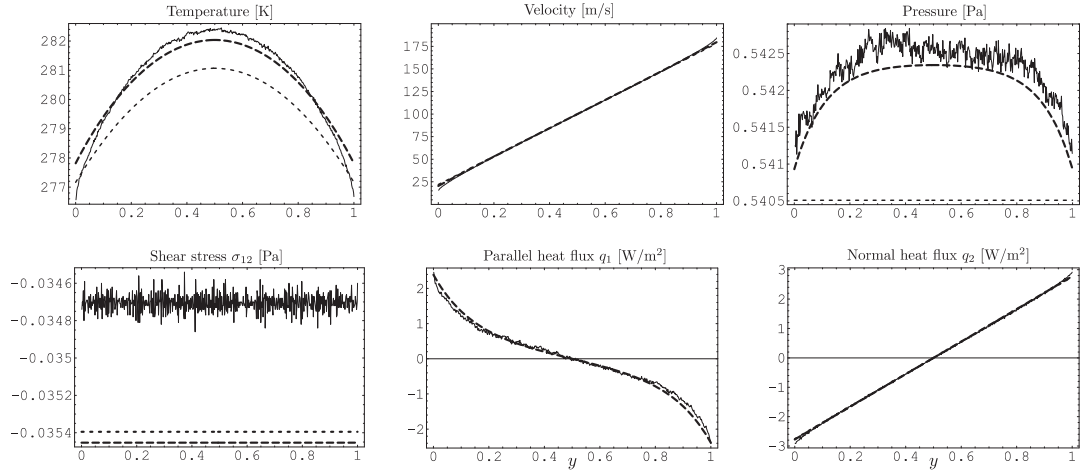 Temperature [K]
282
281
280
279
278
277
0 0.2 0.4 0.6 0.8 1
Velocity [m/s]
175
150
125
100
75
50
25
0 0.2 0.4 0.6 0.8 1
Pressure [Pa]
0.5425
0.542
0.5415
0.541
0.5405
0 0.2 0.4 0.6 0.8 1
Shear stress σ12 [Pa]
-0.0346
-0.0348
-0.035
-0.0352
-0.0354
0 0.2 0.4 0.6 0.8 1
Parallel heat flux q1 [W/m2]
2
1
0
-1
-2
0 0.2 0.4 0.6 0.8 1
y
Normal heat flux q2 [W/m2]
3
2
1
0
-1
-2
-3
0 0.2 0.4 0.6 0.8 1
y